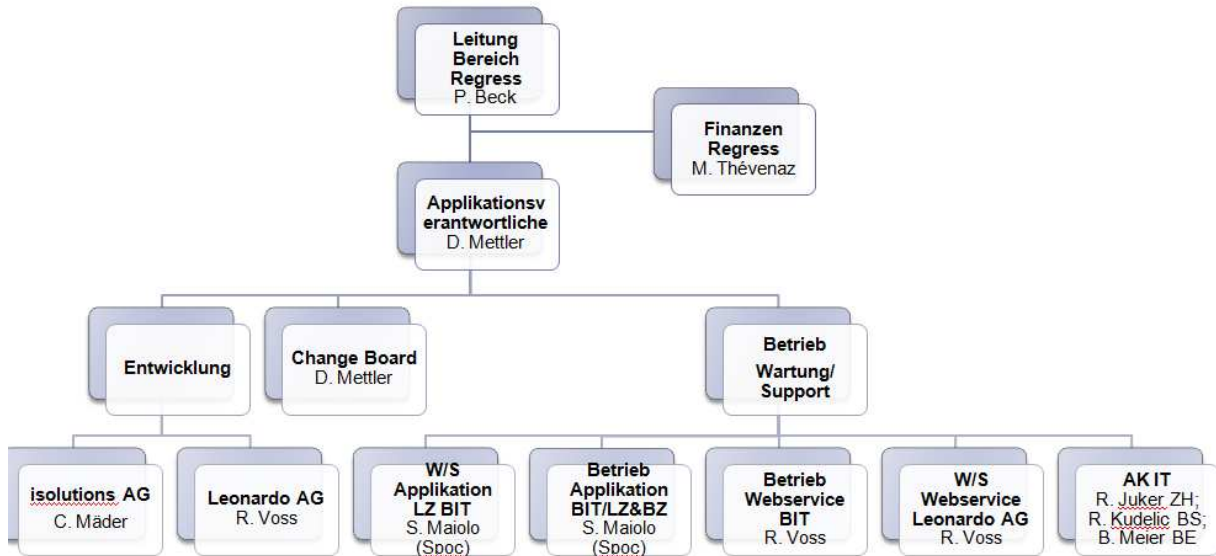 Leitung
Bereich
Regress
P. Beck
Finanzen
Regress
M. Thévenaz
Applikationsv
erantwortliche
D. Mettler
Entwicklung
Change Board
D. Mettler
Betrieb
Wartung/
Support
isolutions AG
C. Mäder
Leonardo AG
R. Voss
W/S
Applikation
LZ BIT
S. Maiolo
(Spoc)
Betrieb
Applikation
BIT/LZ&BZ
S. Maiolo
(Spoc)
Betrieb
Webservice
BIT
R. Voss
W/S
Webservice
Leonardo AG
R. Voss
AK IT
R. Juker ZH;
R. Kudelic BS;
B. Meier BE